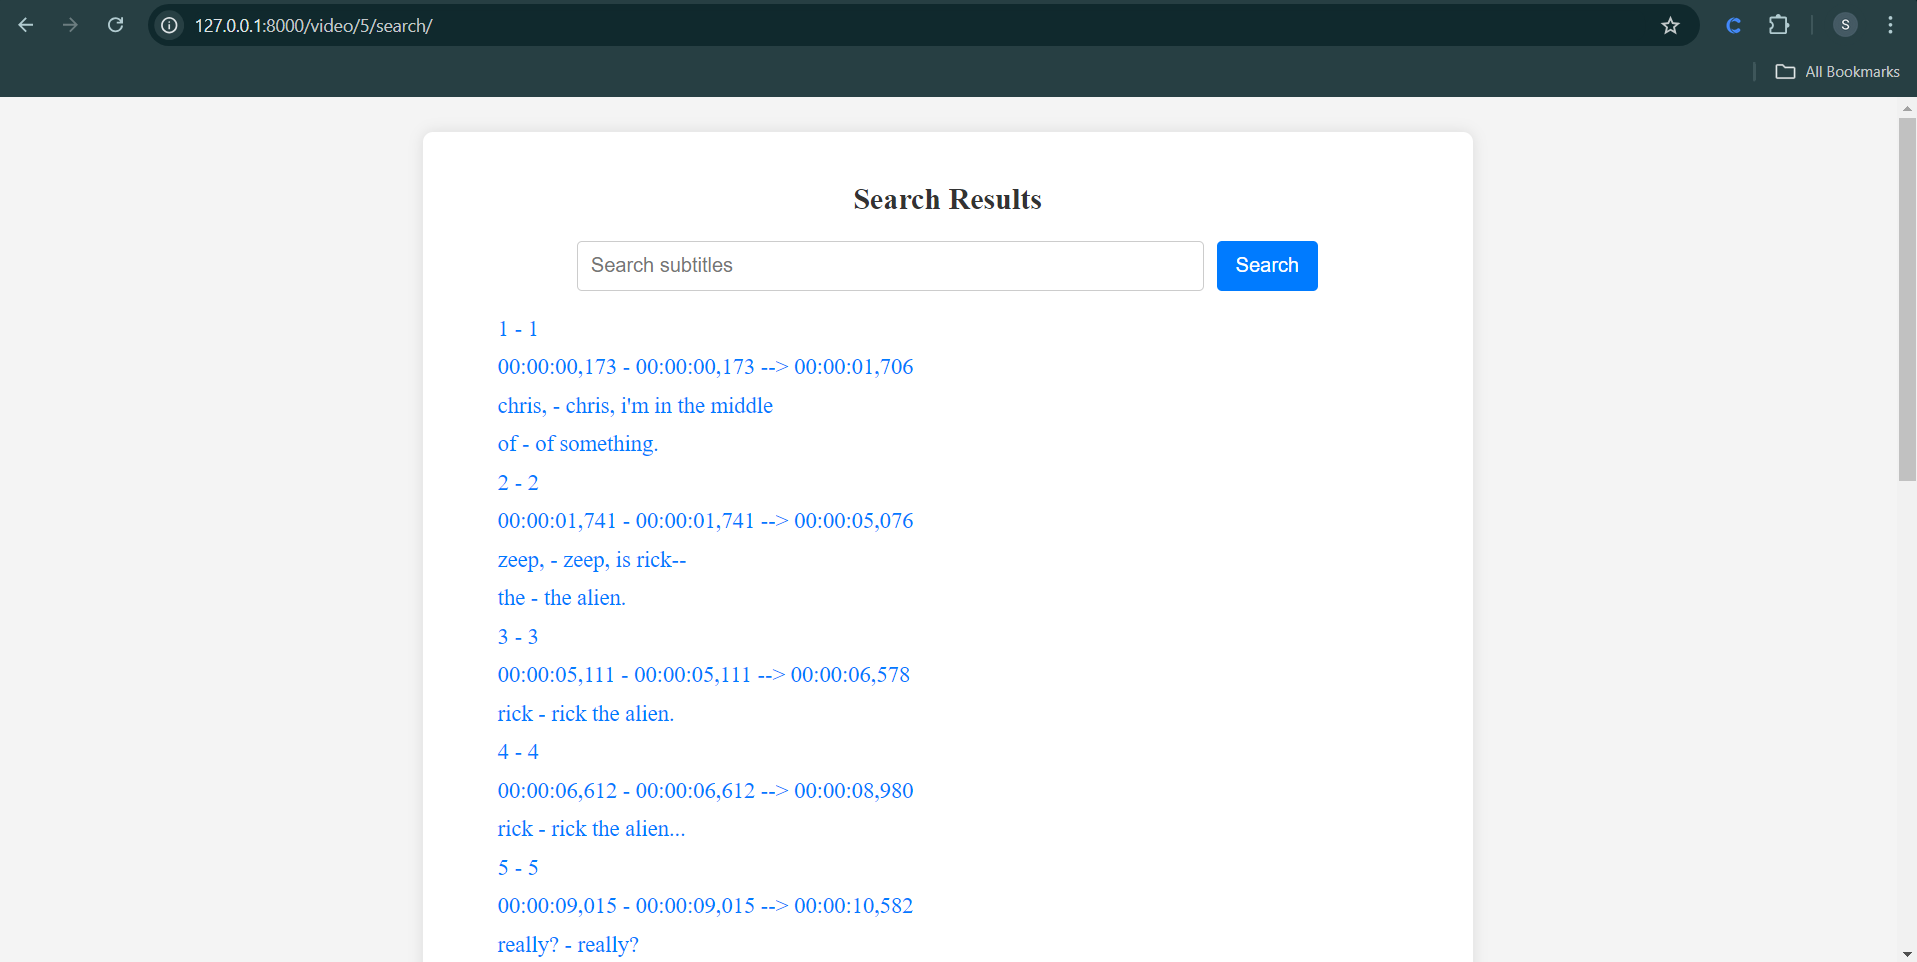 127.0.0.1:8000/video/5/search/
S
All Bookmarks
Search Results
Search subtitles
Search
1 - 1
00:00:00,173 - 00:00:00,173 --> 00:00:01,706
chris, - chris, i'm in the middle
of - of something.
2 - 2
00:00:01,741 - 00:00:01,741 --> 00:00:05,076
zeep, - zeep, is rick--
the - the alien.
3 - 3
00:00:05,111 - 00:00:05,111 --> 00:00:06,578
rick - rick the alien.
4 - 4
00:00:06,612 - 00:00:06,612 --> 00:00:08,980
rick - rick the alien...
5 - 5
00:00:09,015 - 00:00:09,015 --> 00:00:10,582
really? - really?